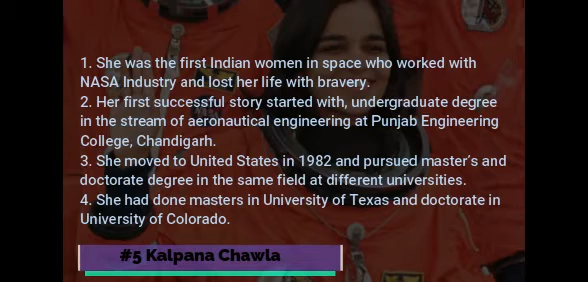 1. She was the first Indian women in space who worked with
NASA Industry and lost her life with bravery.
2. Her first successful story started with, undergraduate degree
in the stream of aeronautical engineering at Punjab Engineering
College, Chandigarh.
3. She moved to United States in 1982 and pursued master's and
doctorate degree in the same field at different universities.
4. She had done masters in University of Texas and doctorate in
University of Colorado.
#5 Kalpana Chawla